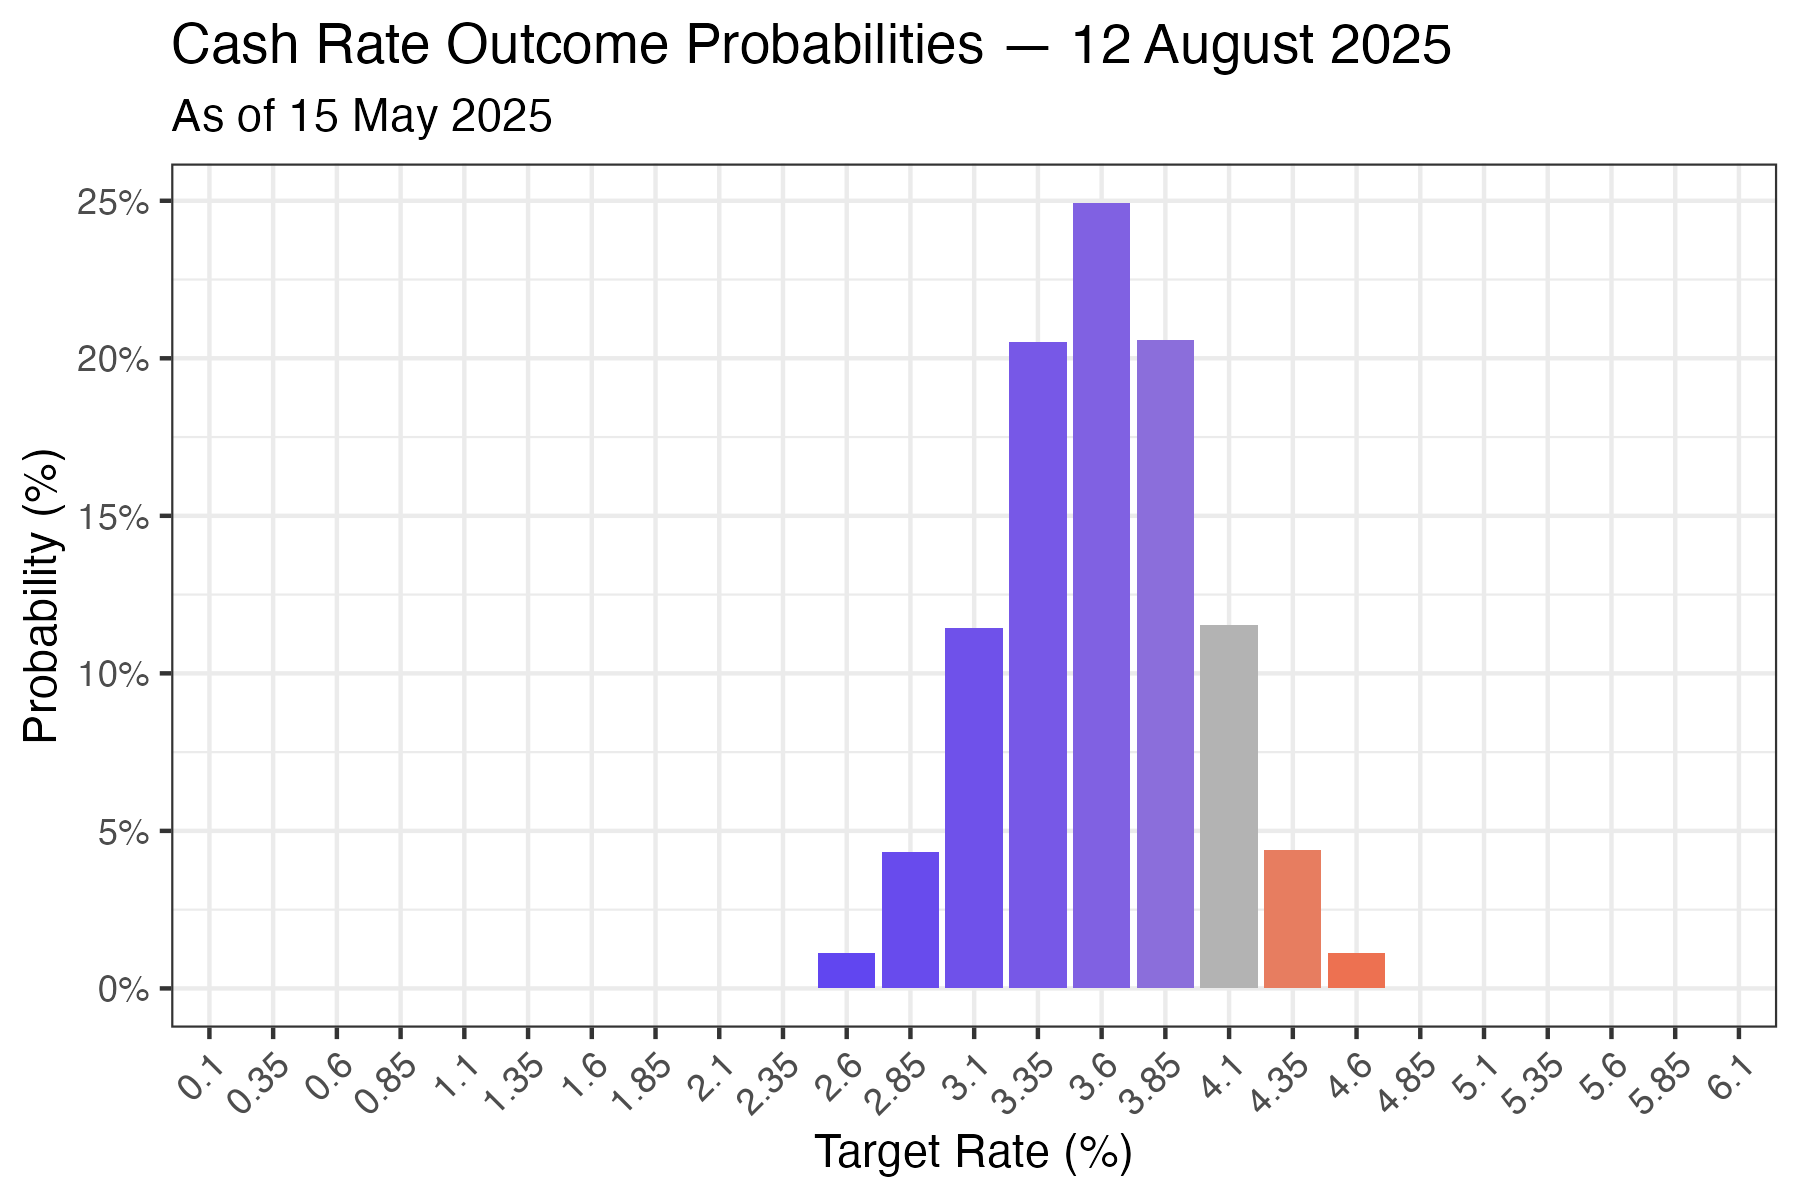 Cash Rate Outcome Probabilities — 12 August 2025
As of 15 May 2025
Probability (%)
25%
20%
15%
10%
5%
0%
0.1 0.35 0.6 0.85 1.1 1.35 1.6 1.85 2.1 2.35 2.6 2.85 3.1 3.35 3.6 3.85 4.1 4.35 4.6 4.85 5.1 5.35 5.6 5.85 6.1
Target Rate (%)